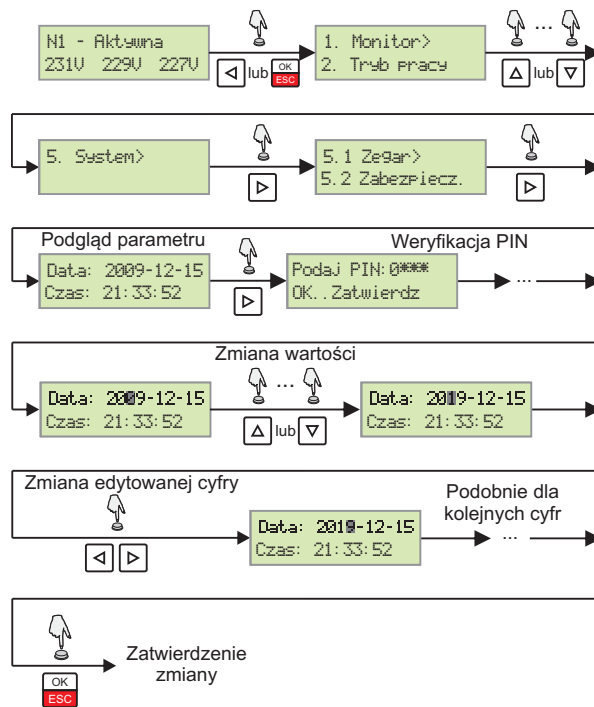 N1 - Aktywna
231V 229V 227V
lub
OK
ESC
1. Monitor>
2. Tryb pracy
...
lub
5. System>
5.1 Zegar>
5.2 Zabezpiecz.
Podgląd parametru
Data: 2009-12-15
Czas: 21:33:52
Weryfikacja PIN
Podaj PIN:0***
OK..Zatwierdz
...
Zmiana wartości
Data: 2009-12-15
Czas: 21:33:52
...
lub
Data: 2019-12-15
Czas: 21:33:52
Zmiana edytowanej cyfry
Data: 2019-12-15
Czas: 21:33:52
Podobnie dla
kolejnych cyfr
...
OK
ESC
Zatwierdzenie
zmiany